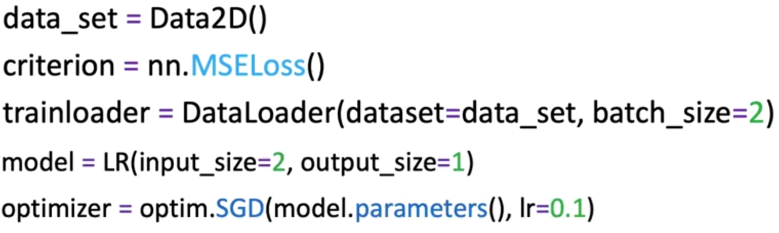 data_set = Data2D()
criterion = nn.MSELoss()
trainloader = DataLoader(dataset=data_set, batch_size=2)
model = LR(input_size=2, output_size=1)
optimizer = optim.SGD(model.parameters(), lr=0.1)